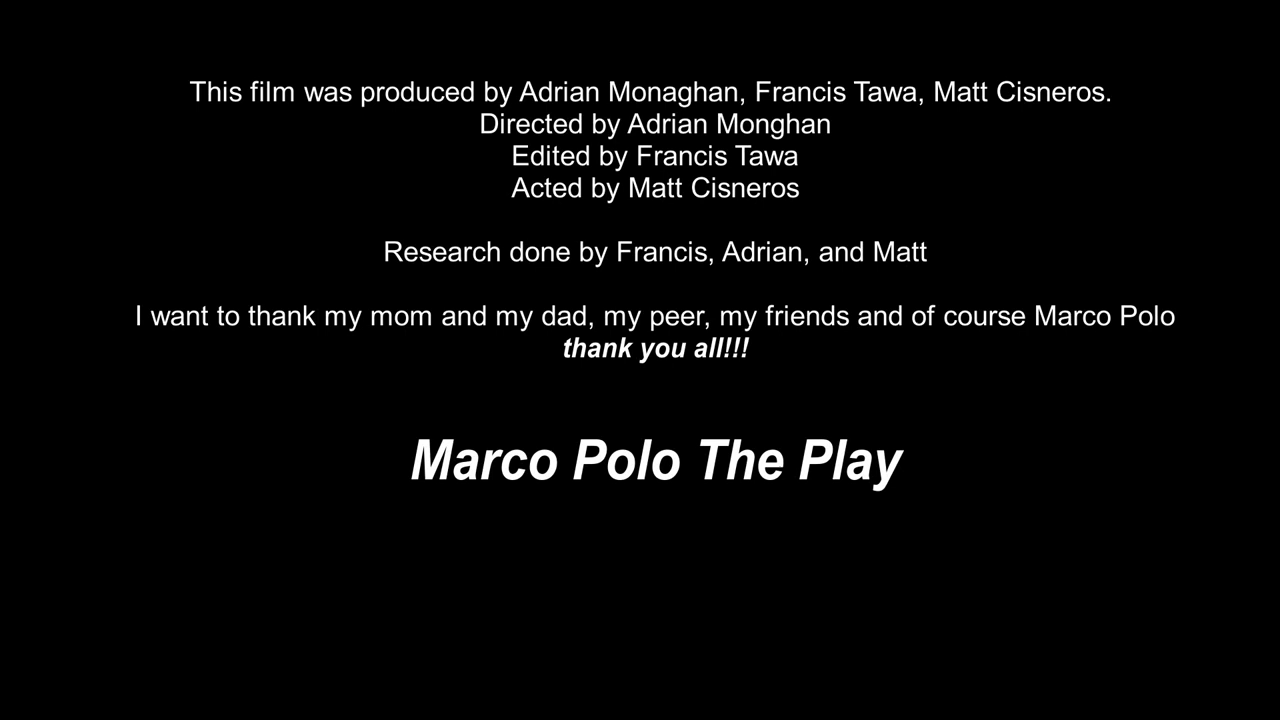 This film was produced by Adrian Monaghan, Francis Tawa, Matt Cisneros.
Directed by Adrian Monghan
Edited by Francis Tawa
Acted by Matt Cisneros
Research done by Francis, Adrian, and Matt
I want to thank my mom and my dad, my peer, my friends and of course Marco Polo
thank you all!!!
Marco Polo The Play